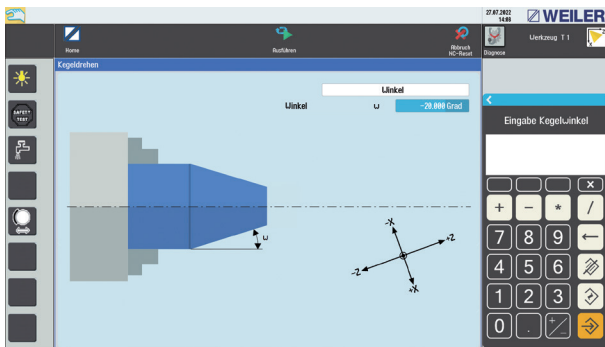 27.07.2022
14:08
WEILER
Home
Ausführen
Abbruch
NC-Reset
Diagnose
Werkzeug T 1
X
Z
Kegeldrehen
Winkel
Winkel
w
-20.000 Grad
SAFETY
TEST
w
-X
+Z
-Z
+X
Eingabe Kegelwinkel
+ - * /
7 8 9
4 5 6
1 2 3
0 . +/-